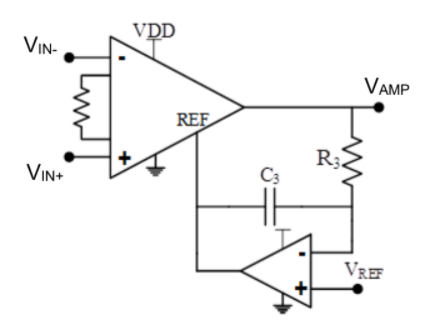 VDD
VIN-
-
VAMP
REF
+
VIN+
R3
C3
-
VREF
+